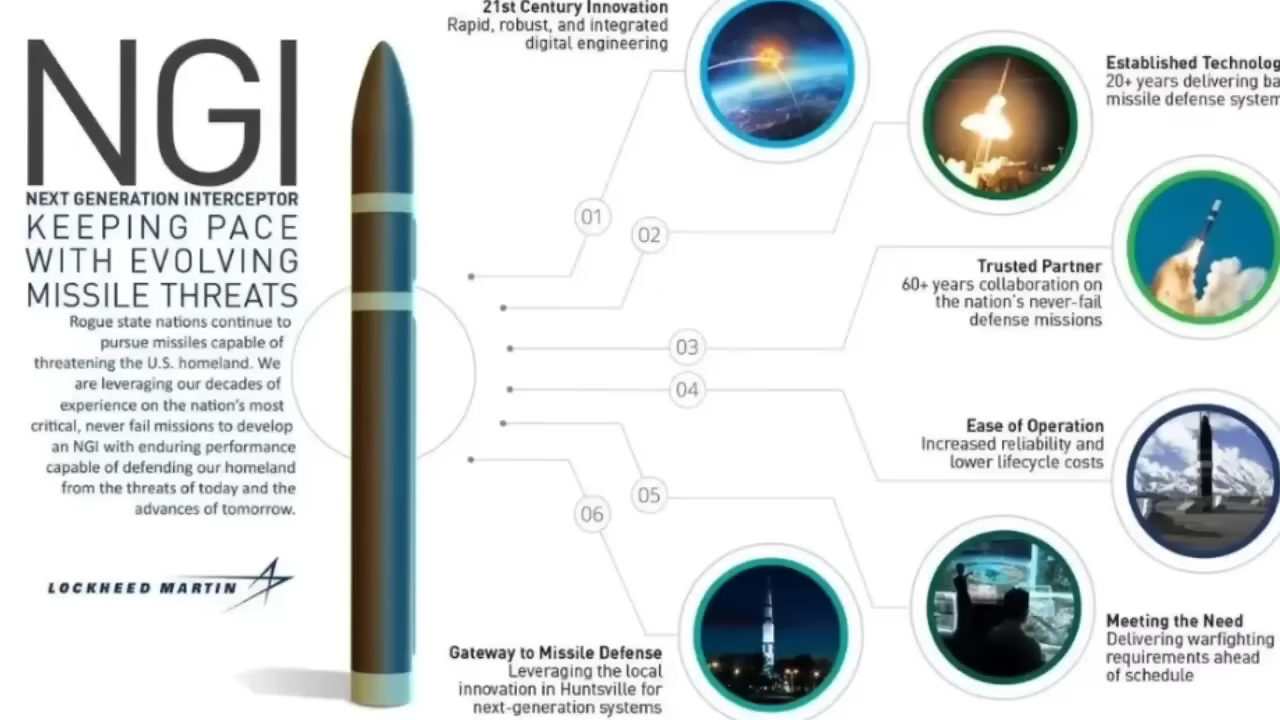 NGI
NEXT GENERATION INTERCEPTOR
KEEPING PACE
WITH EVOLVING
MISSILE THREATS
Rogue state nations continue to
pursue missiles capable of
threatening the U.S. homeland. We
are leveraging our decades of
experience on the nation's most
critical, never fail missions to develop
an NGI with enduring performance
capable of defending our homeland
from the threats of today and the
advances of tomorrow.
LOCKHEED MARTIN
21st Century Innovation
Rapid, robust, and integrated
digital engineering
01
Established Technolog
20+ years delivering ba
missile defense system
02
Trusted Partner
60+ years collaboration on
the nation's never-fail
defense missions
03
04
Ease of Operation
Increased reliability and
lower lifecycle costs
05
Meeting the Need
Delivering warfighting
requirements ahead
of schedule
06
Gateway to Missile Defense
Leveraging the local
innovation in Huntsville for
next-generation systems